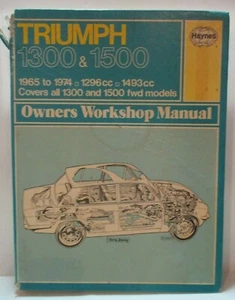 TRIUMPH
Haynes
1300 & 1500
1965 to 1974 □ 1296cc □ 1493cc
Covers all 1300 and 1500 fwd models
Owners Workshop Manual